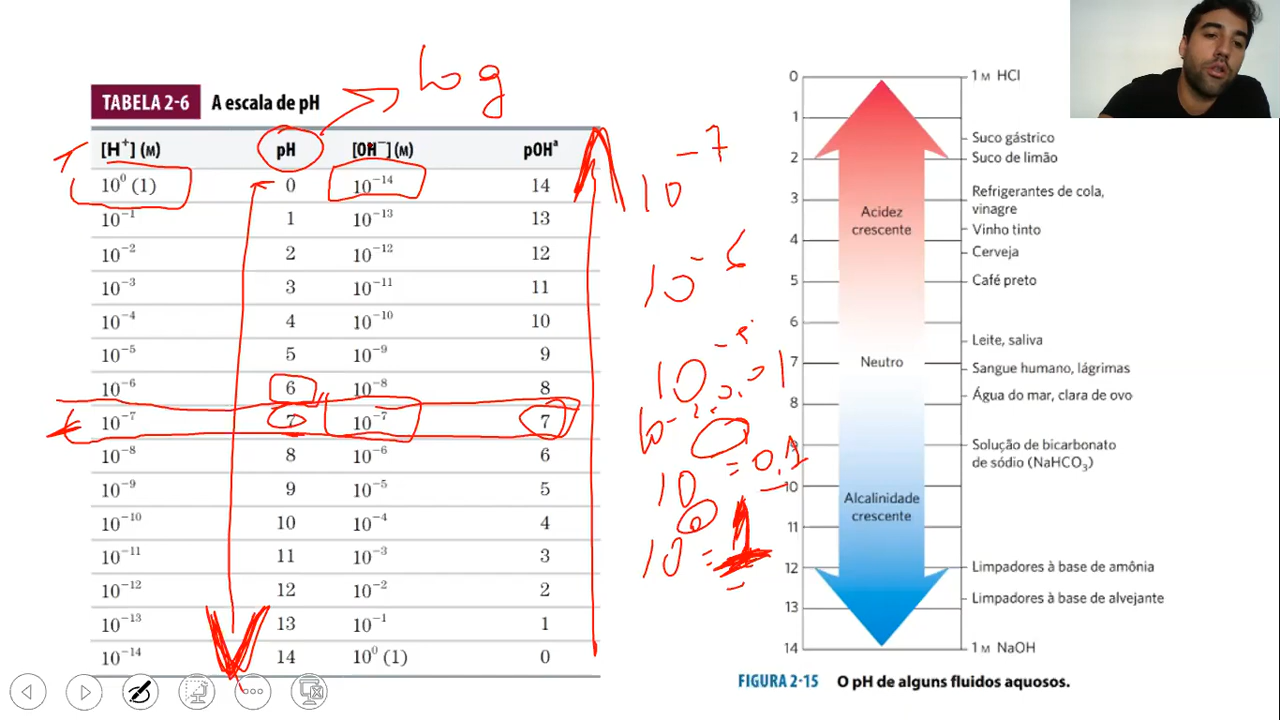 log
TABELA 2-6 A escala de pH
[H⁺] (M) pH [OH⁻] (M) pOHᵃ
10⁰ (1) 0 10⁻¹⁴ 14
10⁻¹ 1 10⁻¹³ 13
10⁻² 2 10⁻¹² 12
10⁻³ 3 10⁻¹¹ 11
10⁻⁴ 4 10⁻¹⁰ 10
10⁻⁵ 5 10⁻⁹ 9
10⁻⁶ 6 10⁻⁸ 8
10⁻⁷ 7 10⁻⁷ 7
10⁻⁸ 8 10⁻⁶ 6
10⁻⁹ 9 10⁻⁵ 5
10⁻¹⁰ 10 10⁻⁴ 4
10⁻¹¹ 11 10⁻³ 3
10⁻¹² 12 10⁻² 2
10⁻¹³ 13 10⁻¹ 1
10⁻¹⁴ 14 10⁰ (1) 0
10⁻⁷
10⁻⁶
10
10 = 0,1
10⁰ = 1
0
1
2
3
4
5
6
7
8
10
11
12
13
14
Acidez
crescente
Neutro
Alcalinidade
crescente
1 M HCl
Suco gástrico
Suco de limão
Refrigerantes de cola,
vinagre
Vinho tinto
Cerveja
Café preto
Leite, saliva
Sangue humano, lágrimas
Água do mar, clara de ovo
Solução de bicarbonato
de sódio (NaHCO₃)
Limpadores à base de amônia
Limpadores à base de alvejante
1 M NaOH
FIGURA 2-15 O pH de alguns fluidos aquosos.